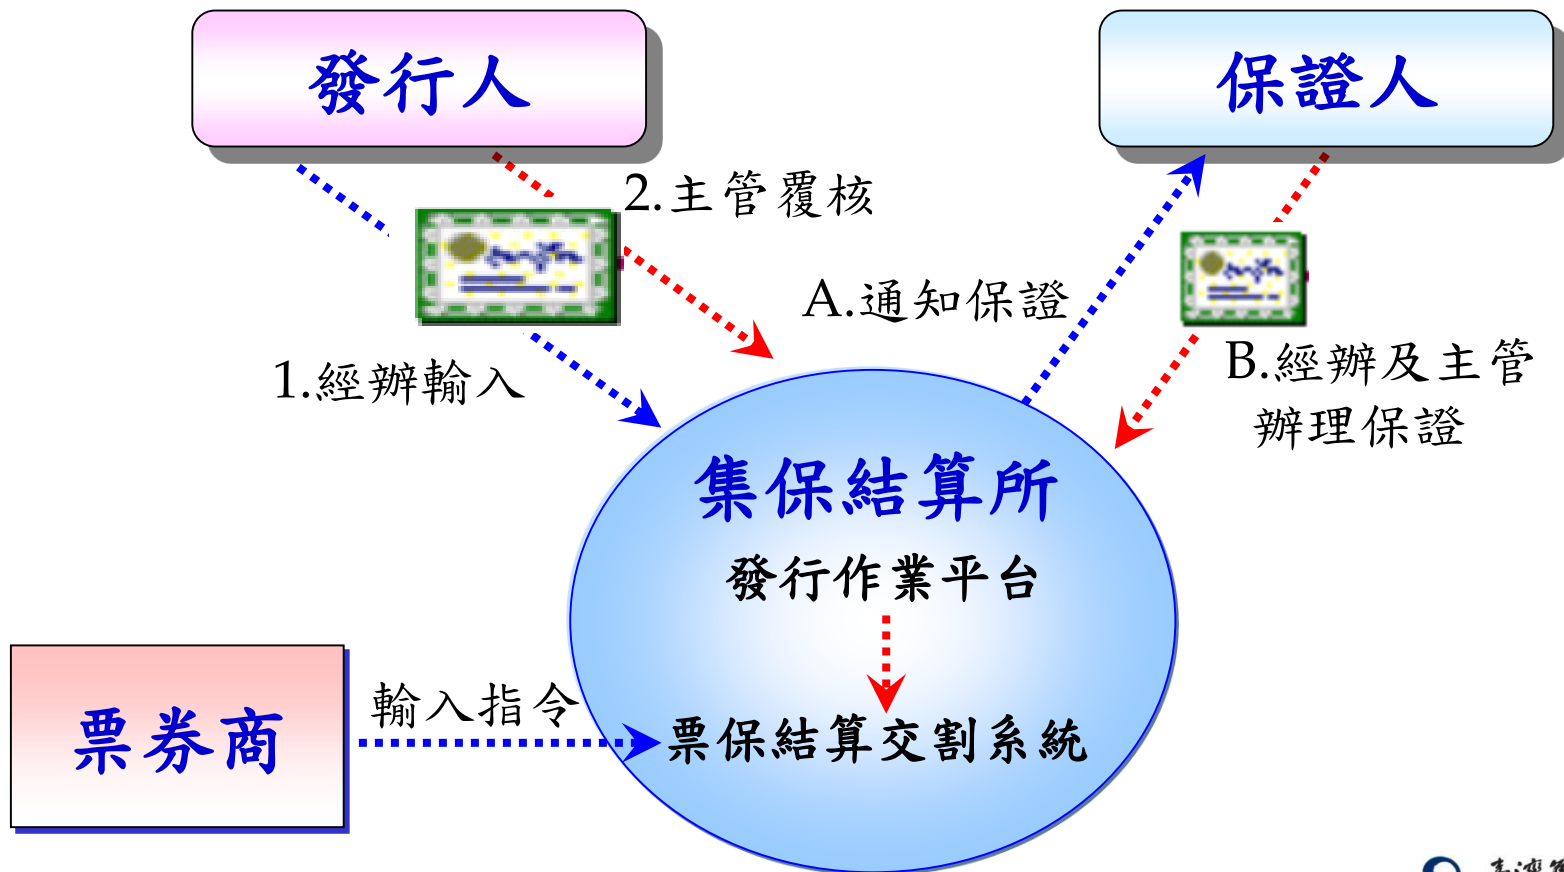 發行人
保證人
2.主管覆核
A.通知保證
1.經辦輸入
B.經辦及主管
辦理保證
集保結算所
發行作業平台
票券商
輸入指令
票保結算交割系統